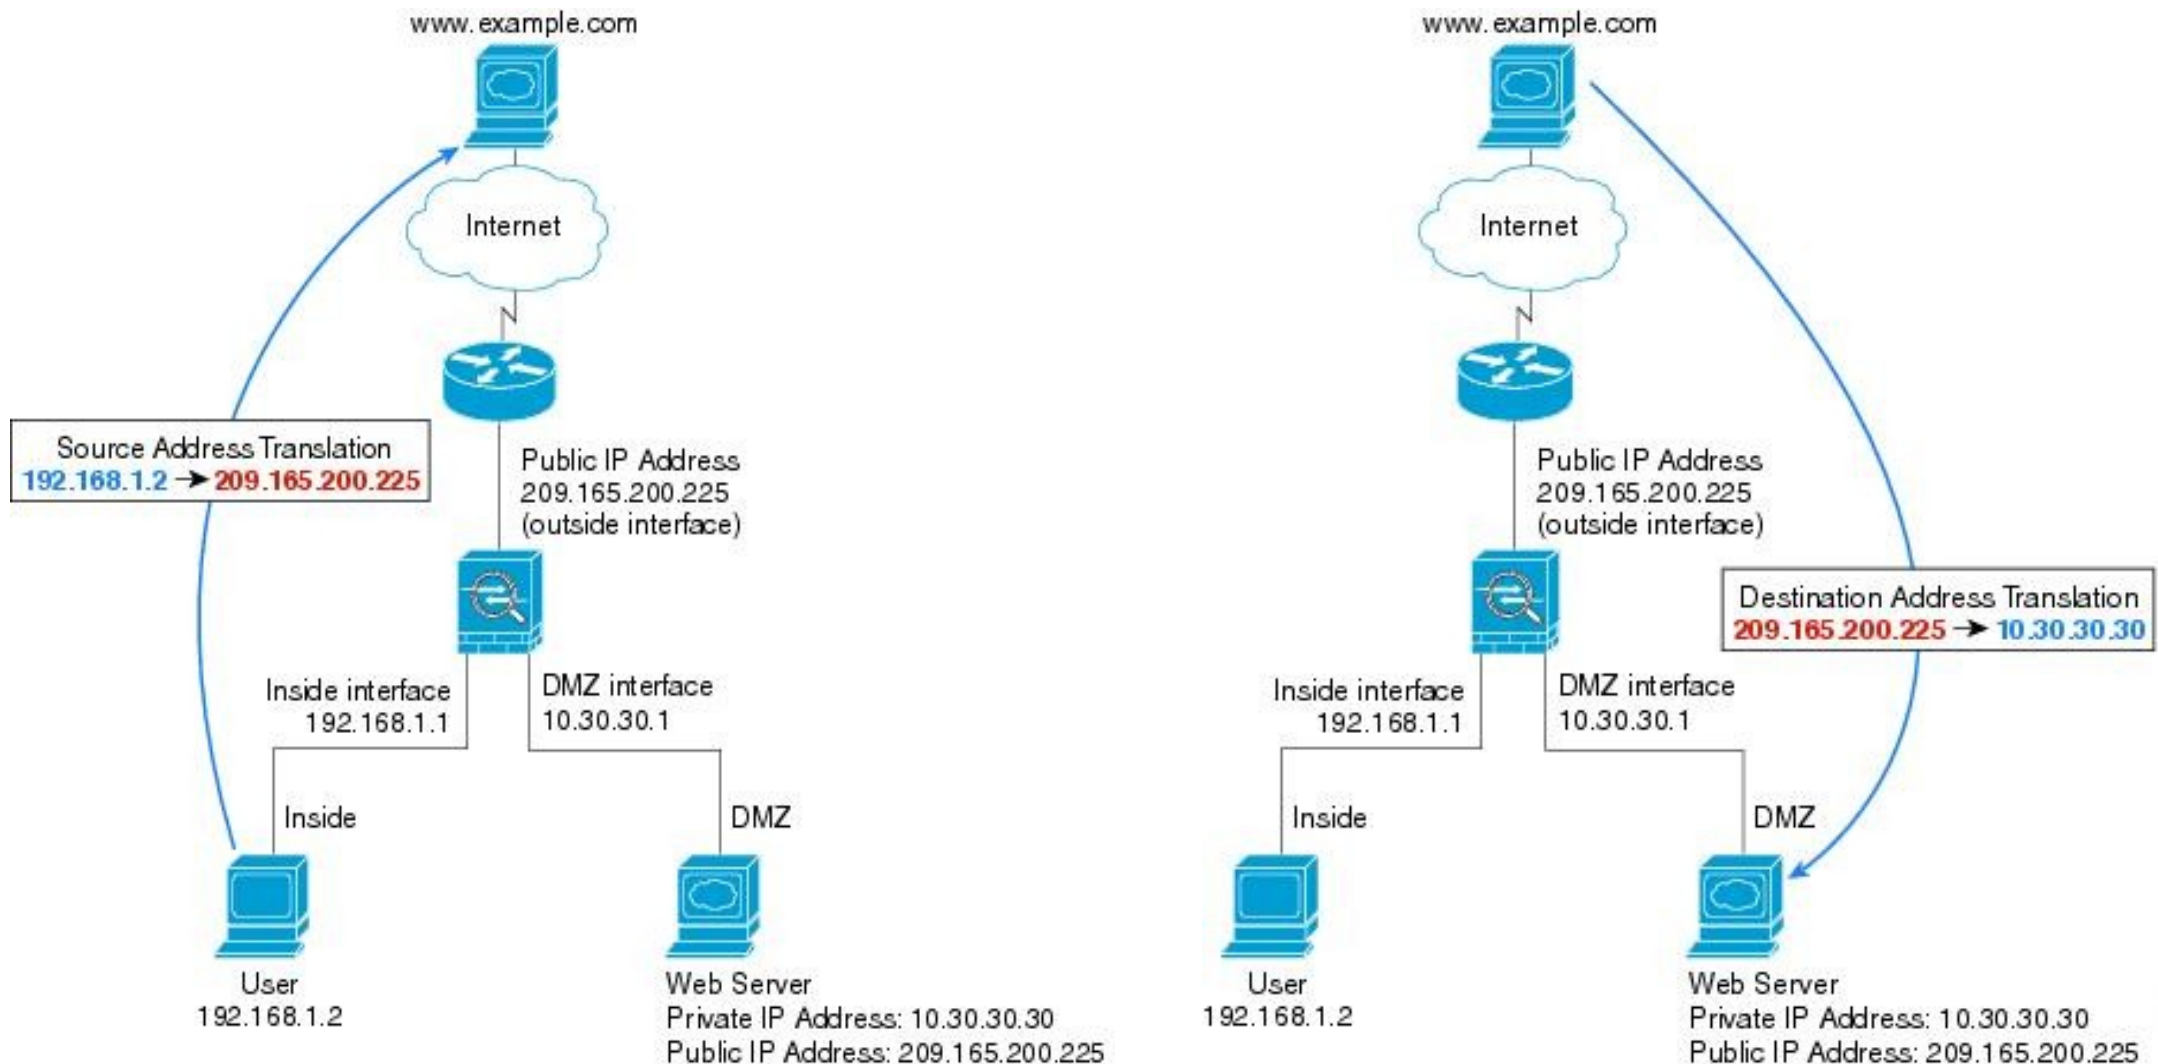 www.example.com
Internet
Source Address Translation
192.168.1.2 → 209.165.200.225
Public IP Address
209.165.200.225
(outside interface)
Inside interface
192.168.1.1
DMZ interface
10.30.30.1
Inside
DMZ
User
192.168.1.2
Web Server
Private IP Address: 10.30.30.30
Public IP Address: 209.165.200.225
www.example.com
Internet
Public IP Address
209.165.200.225
(outside interface)
Destination Address Translation
209.165.200.225 → 10.30.30.30
Inside interface
192.168.1.1
DMZ interface
10.30.30.1
Inside
DMZ
User
192.168.1.2
Web Server
Private IP Address: 10.30.30.30
Public IP Address: 209.165.200.225